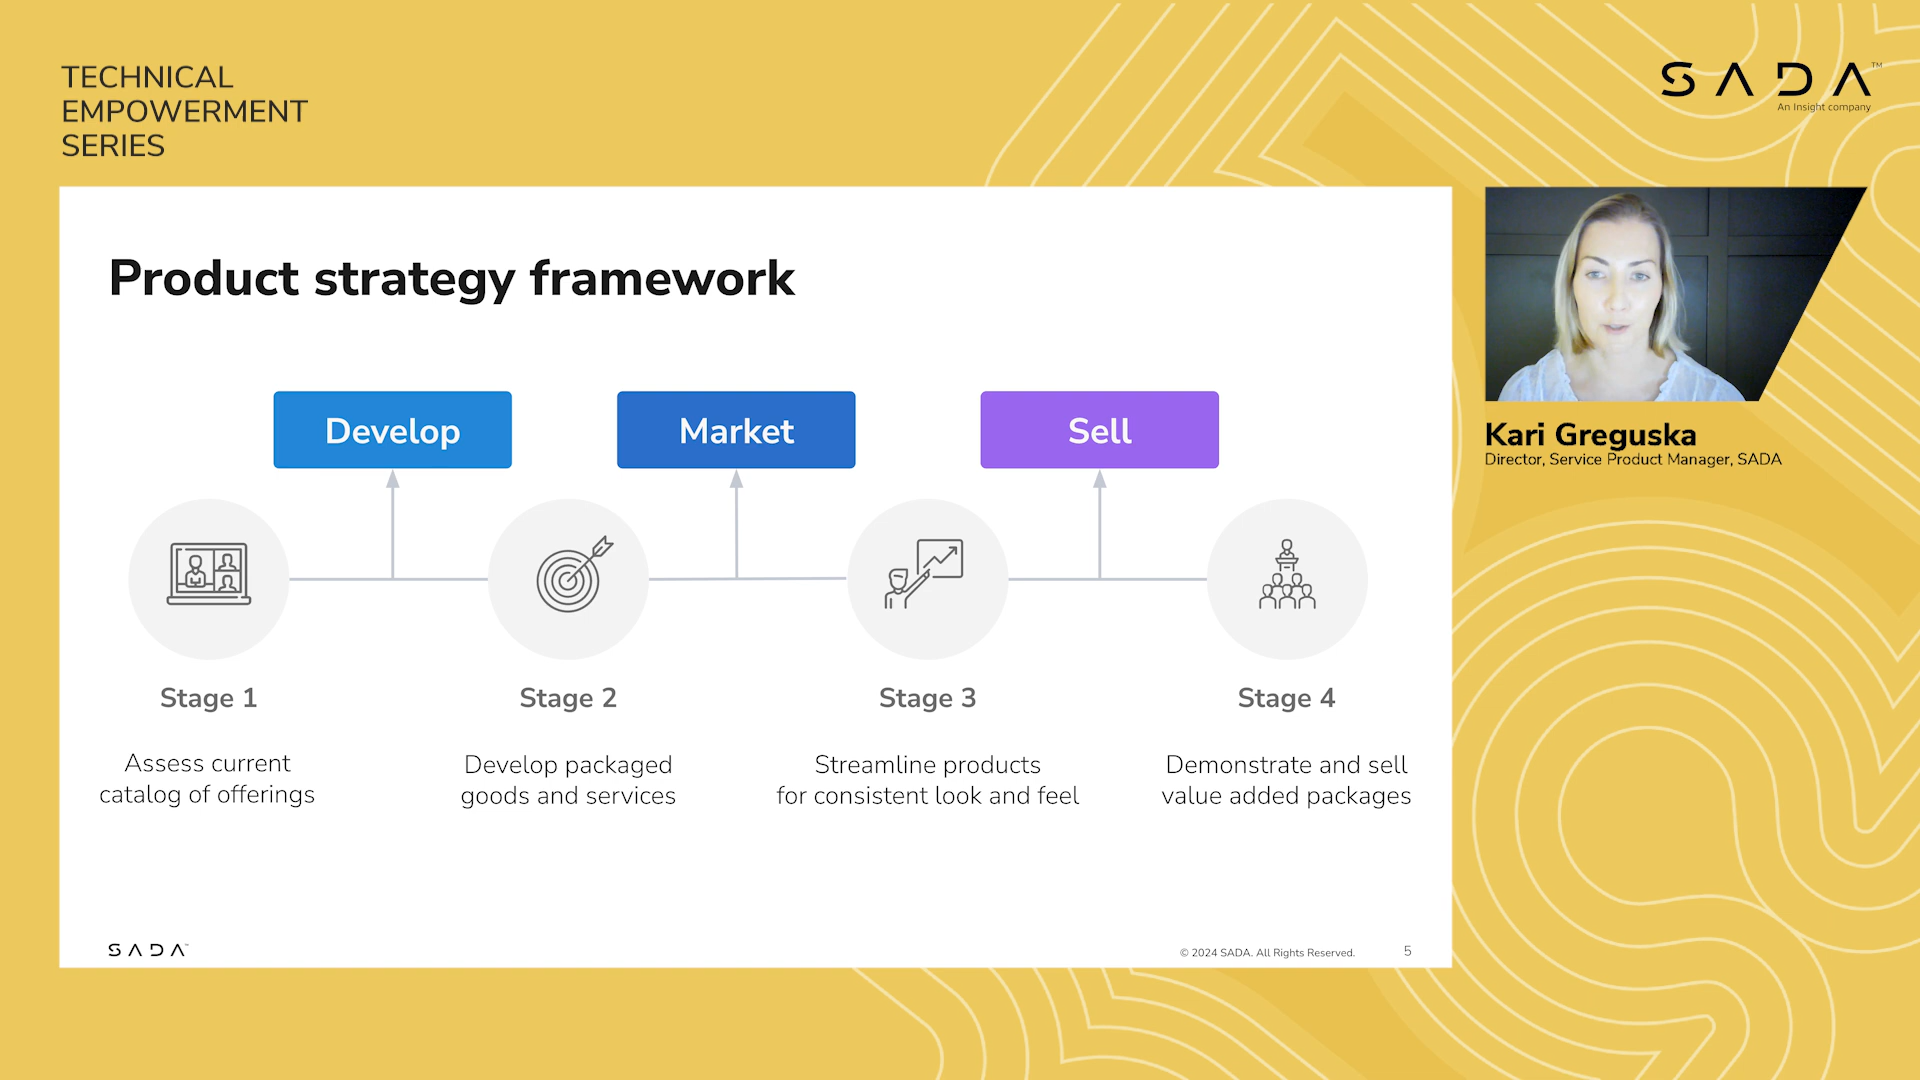 TECHNICAL
EMPOWERMENT
SERIES
SADA™
An Insight company
Product strategy framework
Develop
Market
Sell
Stage 1
Stage 2
Stage 3
Stage 4
Assess current
catalog of offerings
Develop packaged
goods and services
Streamline products
for consistent look and feel
Demonstrate and sell
value added packages
SADA™
© 2024 SADA. All Rights Reserved.
5
Kari Greguska
Director, Service Product Manager, SADA